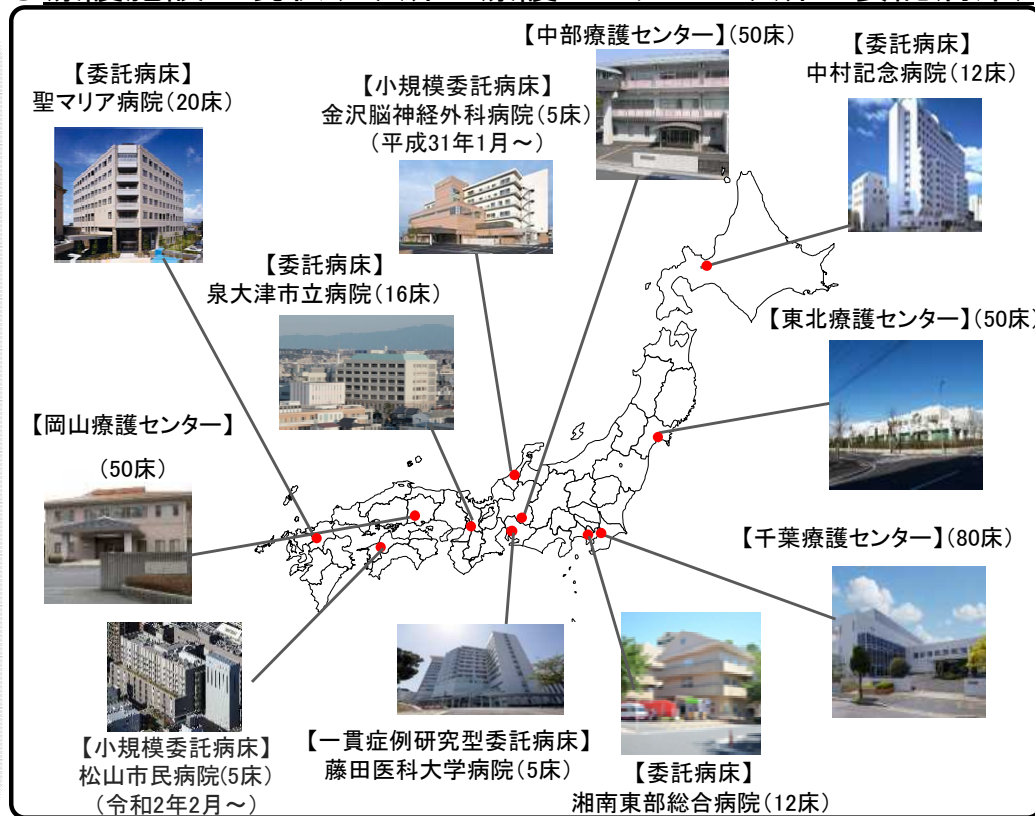 【中部療護センター】(50床)
【委託病床】
中村記念病院(12床)
【委託病床】
聖マリア病院(20床)
【小規模委託病床】
金沢脳神経外科病院(5床)
(平成31年1月～)
【委託病床】
泉大津市立病院(16床)
【東北療護センター】(50床)
【岡山療護センター】
(50床)
【千葉療護センター】(80床)
【小規模委託病床】
松山市民病院(5床)
(令和2年2月～)
【一貫症例研究型委託病床】
藤田医科大学病院(5床)
【委託病床】
湘南東部総合病院(12床)